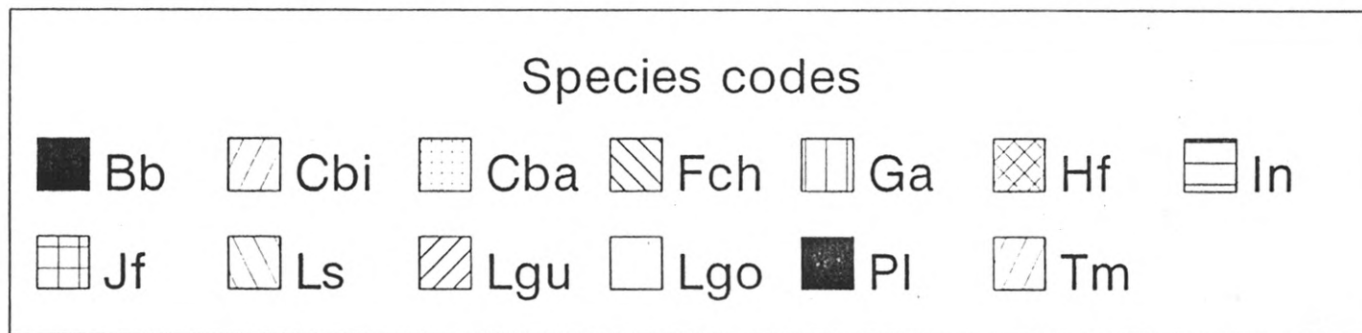 Species codes
Bb Cbi Cba Fch Ga Hf In
Jf Ls Lgu Lgo Pl Tm